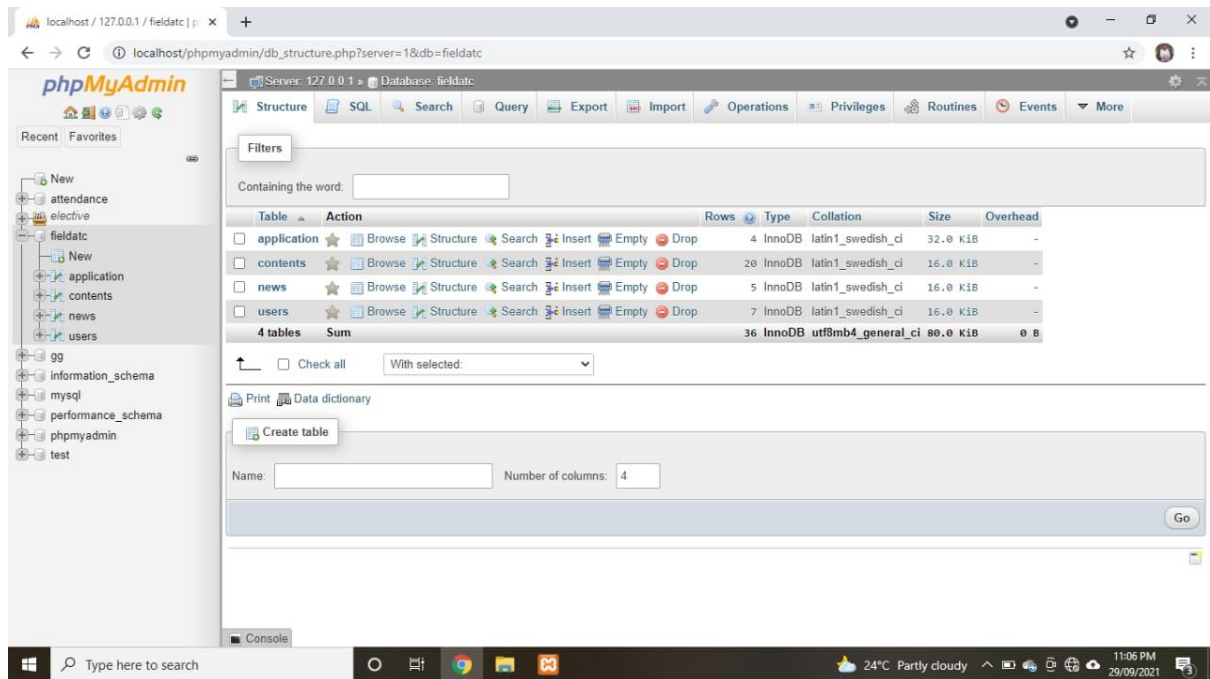 localhost / 127.0.0.1 / fieldatc | p
localhost/phpmyadmin/db_structure.php?server=1&db=fieldatc
phpMyAdmin
Recent Favorites
New
attendance
elective
fieldatc
New
application
contents
news
users
gg
information_schema
mysql
performance_schema
phpmyadmin
test
Server: 127.0.0.1 » Database: fieldatc
Structure SQL Search Query Export Import Operations Privileges Routines Events More
Filters
Containing the word:
Table Action Rows Type Collation Size Overhead
application Browse Structure Search Insert Empty Drop 4 InnoDB latin1_swedish_ci 32.0 KiB -
contents Browse Structure Search Insert Empty Drop 20 InnoDB latin1_swedish_ci 16.0 KiB -
news Browse Structure Search Insert Empty Drop 5 InnoDB latin1_swedish_ci 16.0 KiB -
users Browse Structure Search Insert Empty Drop 7 InnoDB latin1_swedish_ci 16.0 KiB -
4 tables Sum 36 InnoDB utf8mb4_general_ci 80.0 KiB 0 B
Check all With selected:
Print Data dictionary
Create table
Name: Number of columns: 4
Go
Console
Type here to search
24°C Partly cloudy
11:06 PM
29/09/2021
3